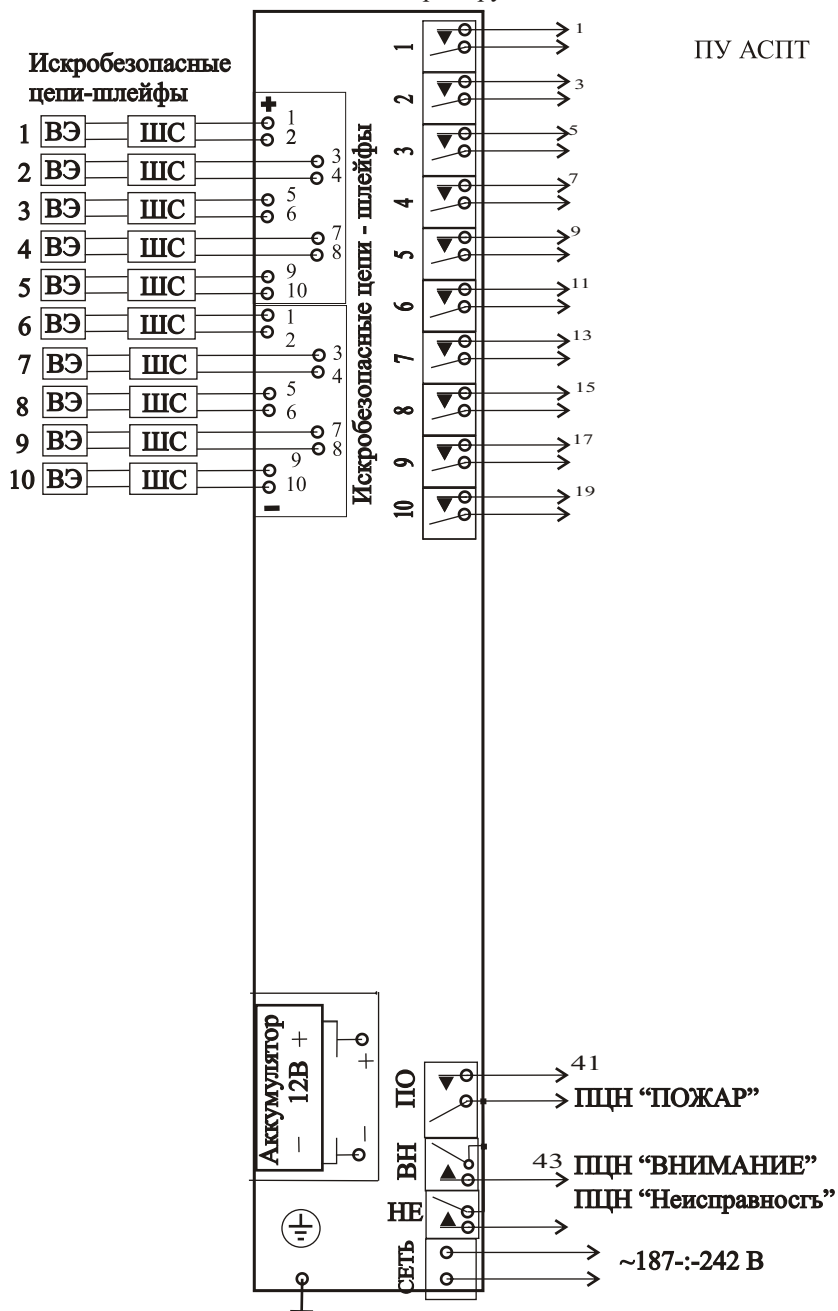 ПУ АСПТ
Искробезопасные
цепи-шлейфы
1 ВЭ ШС
2 ВЭ ШС
3 ВЭ ШС
4 ВЭ ШС
5 ВЭ ШС
6 ВЭ ШС
7 ВЭ ШС
8 ВЭ ШС
9 ВЭ ШС
10 ВЭ ШС
+
1
2
3
4
5
6
7
8
9
10
1
2
3
4
5
6
7
8
9
10
−
Искробезопасные цепи - шлейфы
1
2
3
4
5
6
7
8
9
10
1
3
5
7
9
11
13
15
17
19
Аккумулятор
− 12В +
+
−
ПО
ВН
НЕ
СЕТЬ
41
ПЦН “ПОЖАР”
43 ПЦН “ВНИМАНИЕ”
ПЦН “Неисправносгъ”
~187-:-242 В